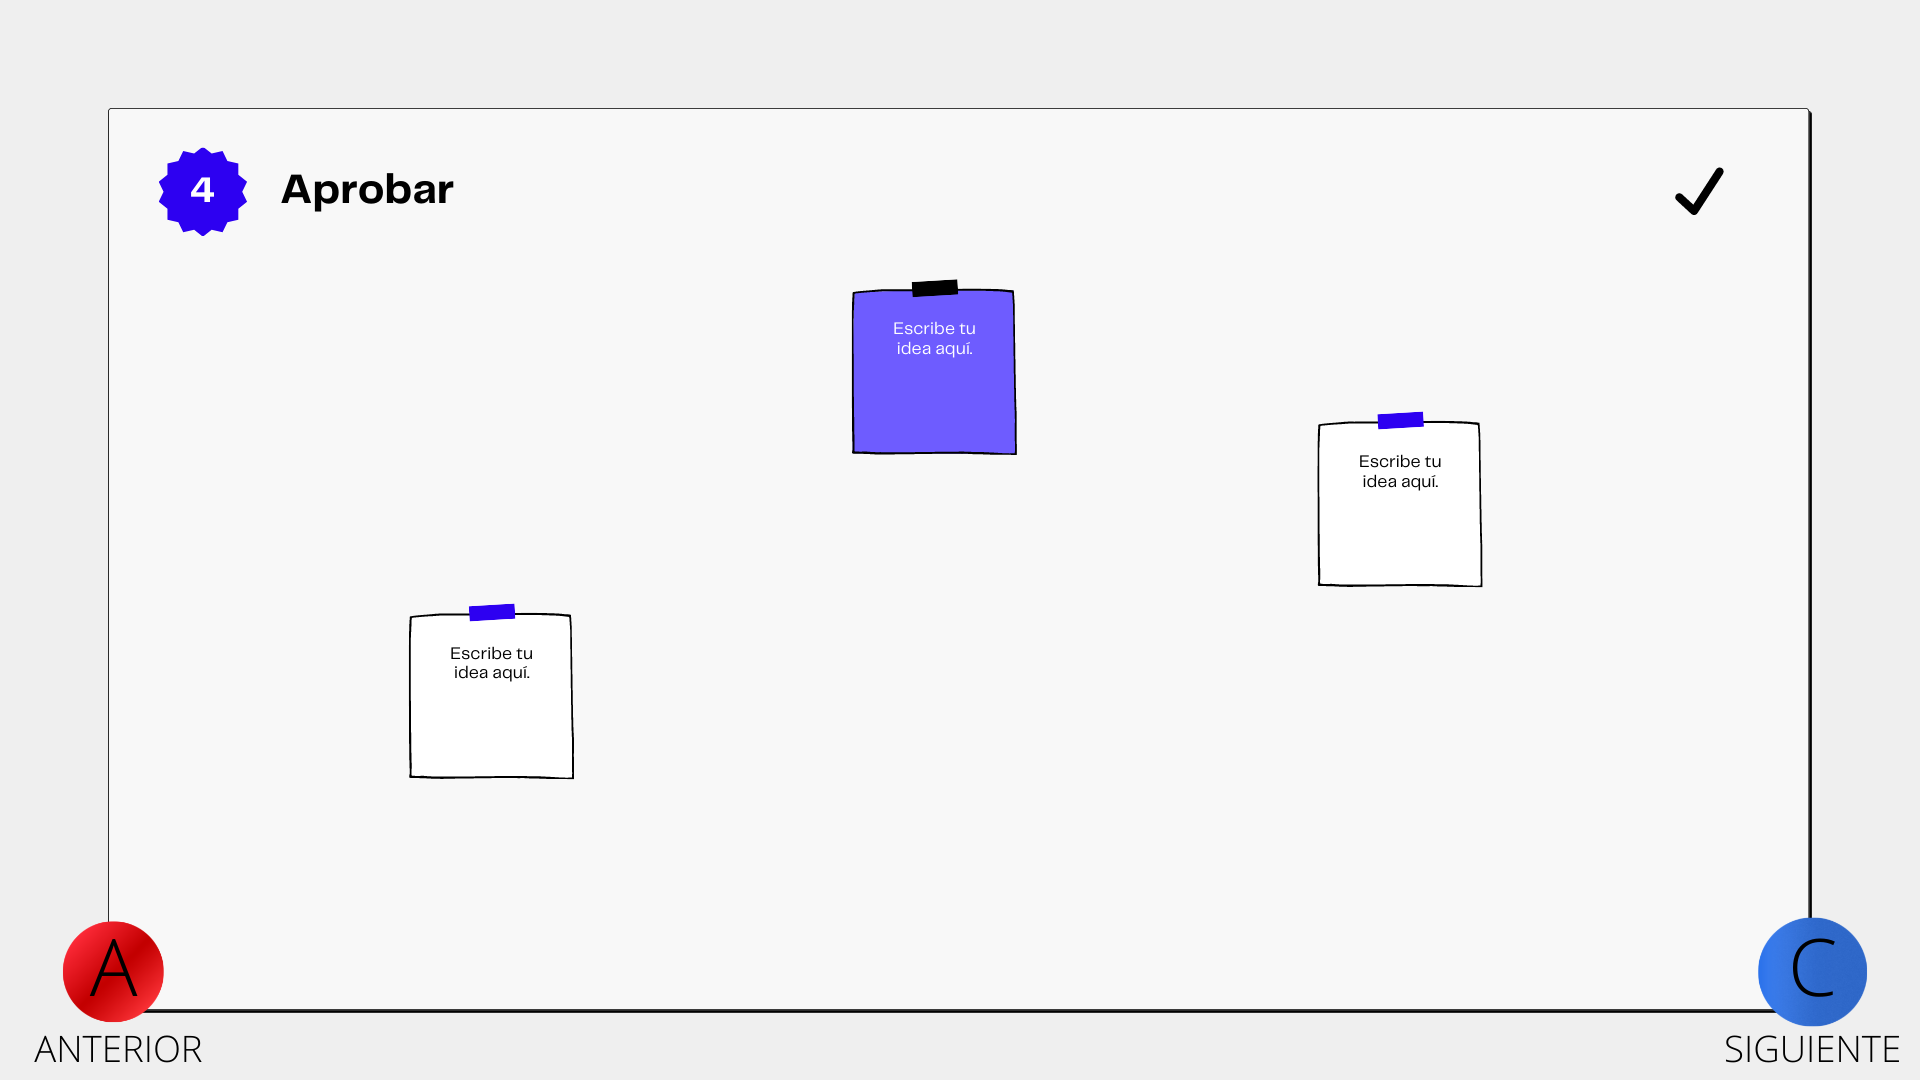 4
Aprobar
Escribe tu
idea aquí.
Escribe tu
idea aquí.
Escribe tu
idea aquí.
A
ANTERIOR
C
SIGUIENTE